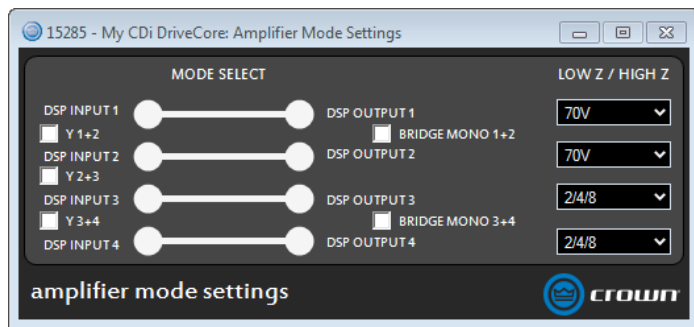 15285 - My CDi DriveCore: Amplifier Mode Settings
MODE SELECT LOW Z / HIGH Z
DSP INPUT 1 DSP OUTPUT 1 70V
Y 1+2 BRIDGE MONO 1+2
DSP INPUT 2 DSP OUTPUT 2 70V
Y 2+3
DSP INPUT 3 DSP OUTPUT 3 2/4/8
Y 3+4 BRIDGE MONO 3+4
DSP INPUT 4 DSP OUTPUT 4 2/4/8
amplifier mode settings crown